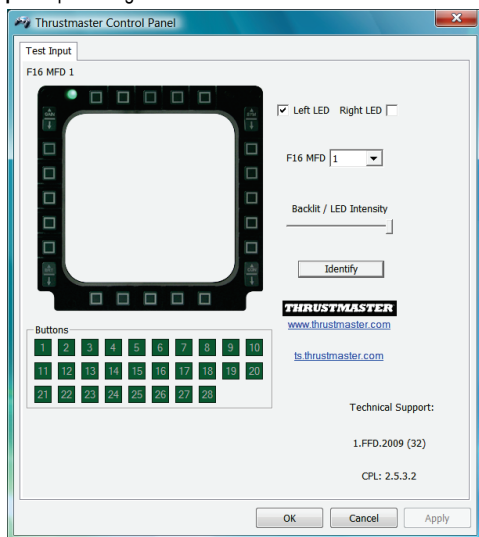 Thrustmaster Control Panel
Test Input
F16 MFD 1
Left LED Right LED
F16 MFD 1
Backlit / LED Intensity
Identify
THRUSTMASTER
www.thrustmaster.com
ts.thrustmaster.com
Buttons
1 2 3 4 5 6 7 8 9 10
11 12 13 14 15 16 17 18 19 20
21 22 23 24 25 26 27 28
Technical Support:
1.FFD.2009 (32)
CPL: 2.5.3.2
OK Cancel Apply